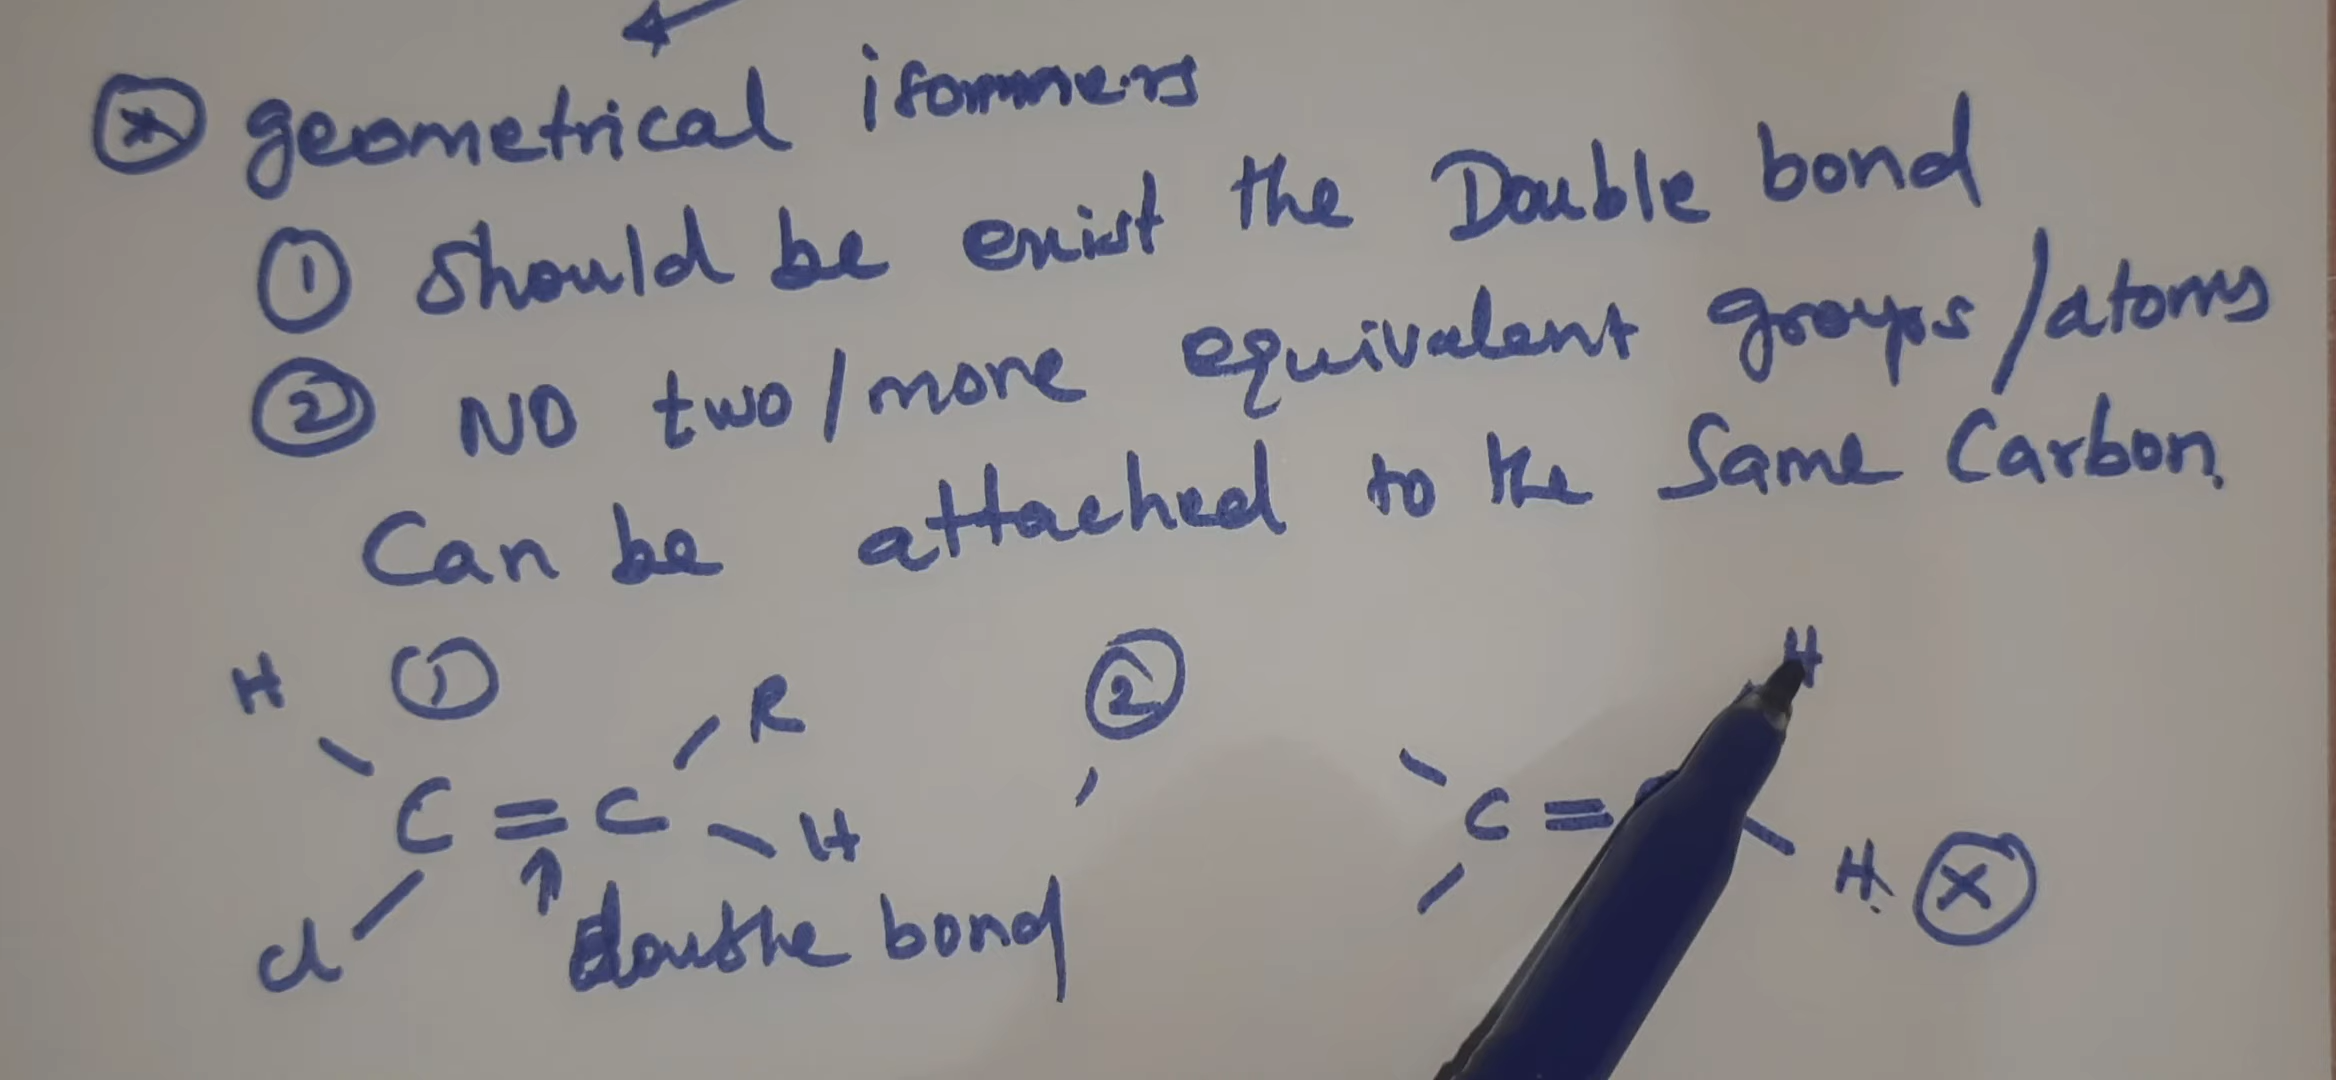 * geometrical isommers
① should be exist the Double bond
② NO two/more equivalent groups/atoms
Can be attached to the Same Carbon
① ②
H R H
C = C C =
H H X
Cl double bond